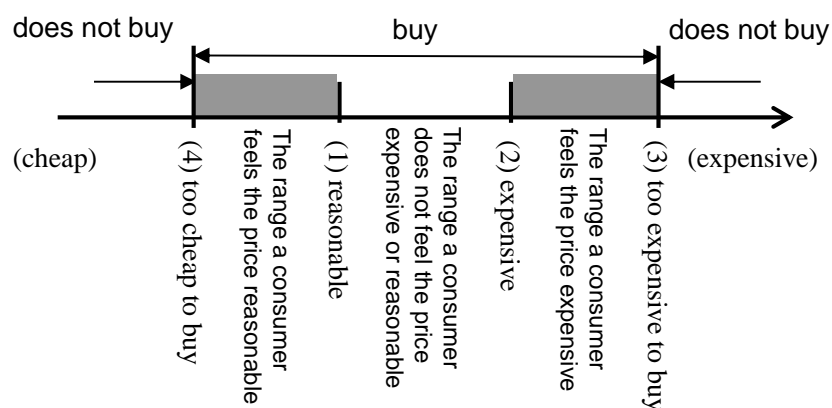 does not buy
buy
does not buy
(cheap)
(4) too cheap to buy
The range a consumer
feels the price reasonable
(1) reasonable
The range a consumer
does not feel the price
expensive or reasonable
(2) expensive
The range a consumer
feels the price expensive
(3) too expensive to buy
(expensive)